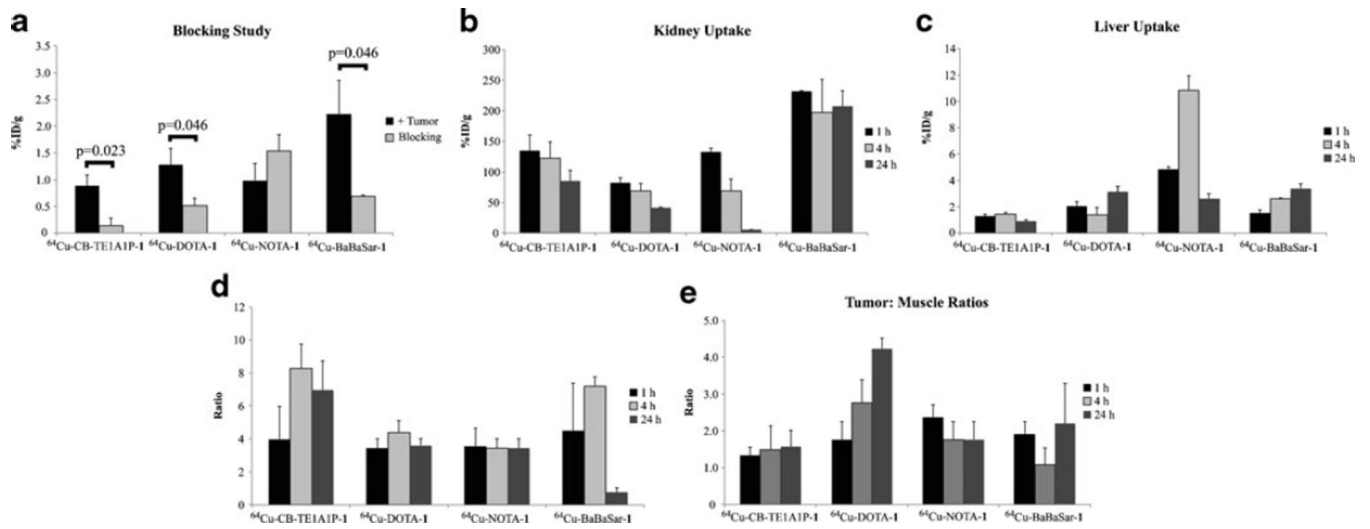 a
Blocking Study
%ID/g
3.5
3.0
2.5
2.0
1.5
1.0
0.5
0
p=0.023
p=0.046
p=0.046
+ Tumor
Blocking
⁶⁴Cu-CB-TE1A1P-1 ⁶⁴Cu-DOTA-1 ⁶⁴Cu-NOTA-1 ⁶⁴Cu-BaBaSar-1
b
Kidney Uptake
%ID/g
300
250
200
150
100
50
0
1 h
4 h
24 h
⁶⁴Cu-CB-TE1A1P-1 ⁶⁴Cu-DOTA-1 ⁶⁴Cu-NOTA-1 ⁶⁴Cu-BaBaSar-1
c
Liver Uptake
%ID/g
14
12
10
8
6
4
2
0
1 h
4 h
24 h
⁶⁴Cu-CB-TE1A1P-1 ⁶⁴Cu-DOTA-1 ⁶⁴Cu-NOTA-1 ⁶⁴Cu-BaBaSar-1
d
Ratio
12
10
8
6
4
2
0
1 h
4 h
24 h
⁶⁴Cu-CB-TE1A1P-1 ⁶⁴Cu-DOTA-1 ⁶⁴Cu-NOTA-1 ⁶⁴Cu-BaBaSar-1
e
Tumor: Muscle Ratios
Ratio
5.0
4.0
3.0
2.0
1.0
0
1 h
4 h
24 h
⁶⁴Cu-CB-TE1A1P-1 ⁶⁴Cu-DOTA-1 ⁶⁴Cu-NOTA-1 ⁶⁴Cu-BaBaSar-1